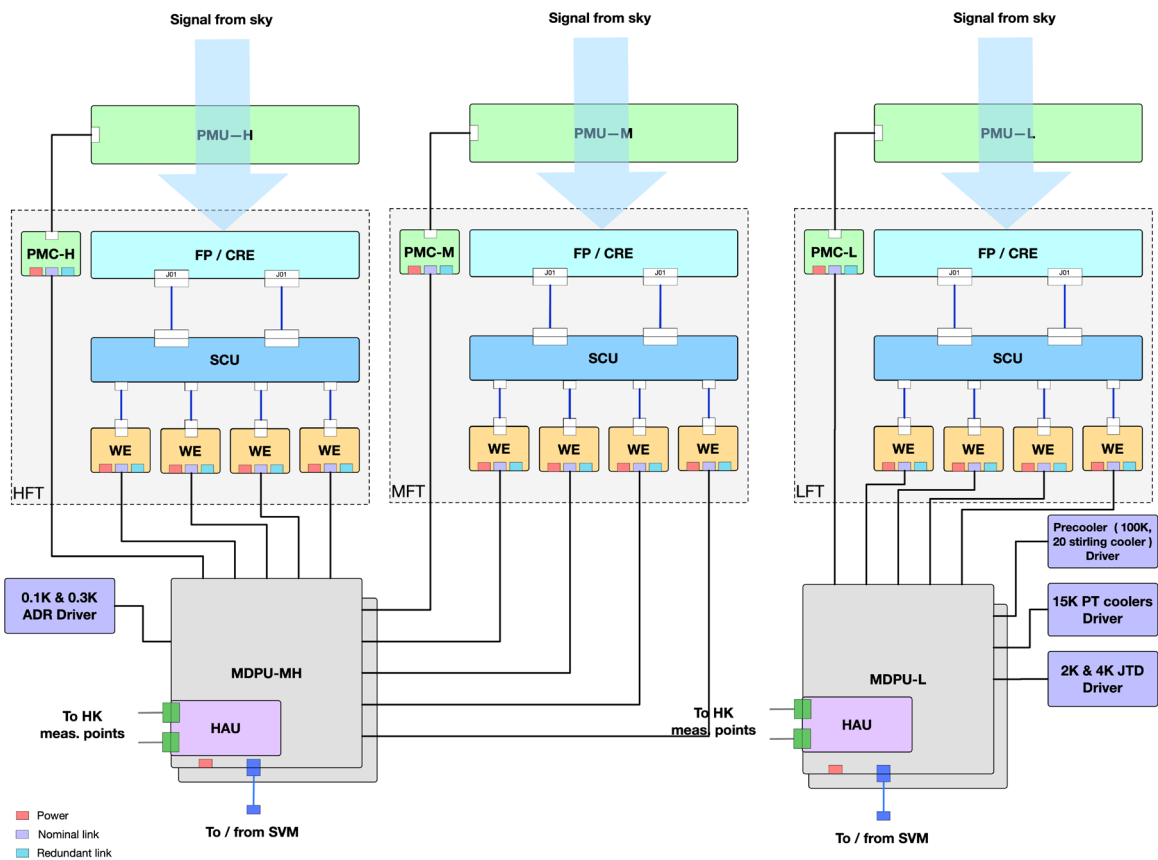 Signal from sky
Signal from sky
Signal from sky
PMU—H
PMU—M
PMU—L
PMC-H
FP / CRE
J01
J01
SCU
WE
WE
WE
WE
HFT
PMC-M
FP / CRE
J01
J01
SCU
WE
WE
WE
WE
MFT
PMC-L
FP / CRE
J01
J01
SCU
WE
WE
WE
WE
LFT
0.1K & 0.3K
ADR Driver
MDPU-MH
HAU
To HK
meas. points
To / from SVM
Precooler ( 100K,
20 stirling cooler )
Driver
15K PT coolers
Driver
2K & 4K JTD
Driver
MDPU-L
HAU
To HK
meas. points
To / from SVM
Power
Nominal link
Redundant link